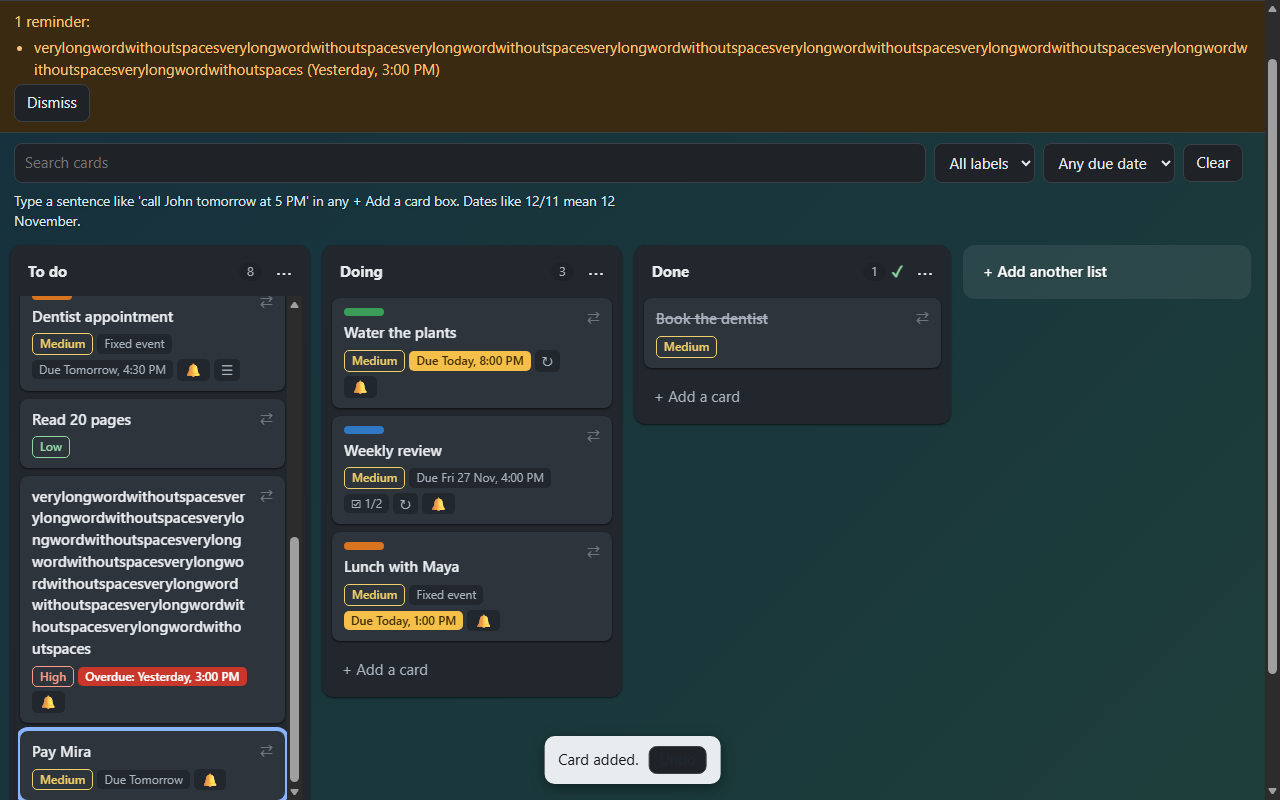 1 reminder:
• verylongwordwithoutspacesverylongwordwithoutspacesverylongwordwithoutspacesverylongwordwithoutspacesverylongwordwithoutspacesverylongwordwithoutspacesverylongw
ithoutspacesverylongwordwithoutspaces (Yesterday, 3:00 PM)
Dismiss
Search cards
All labels
Any due date
Clear
Type a sentence like 'call John tomorrow at 5 PM' in any + Add a card box. Dates like 12/11 mean 12
November.
To do 8 ...
Dentist appointment
Medium Fixed event
Due Tomorrow, 4:30 PM
Read 20 pages
Low
verylongwordwithoutspacesver
ylongwordwithoutspacesverylo
ngwordwithoutspacesverylong
wordwithoutspacesverylongwo
rdwithoutspacesverylongword
withoutspacesverylongwordwit
houtspacesverylongwordwitho
utspaces
High Overdue: Yesterday, 3:00 PM
Pay Mira
Medium Due Tomorrow
Doing 3 ...
Water the plants
Medium Due Today, 8:00 PM
Weekly review
Medium Due Fri 27 Nov, 4:00 PM
1/2
Lunch with Maya
Medium Fixed event
Due Today, 1:00 PM
+ Add a card
Done 1 ✓ ...
Book the dentist
Medium
+ Add a card
+ Add another list
Card added.